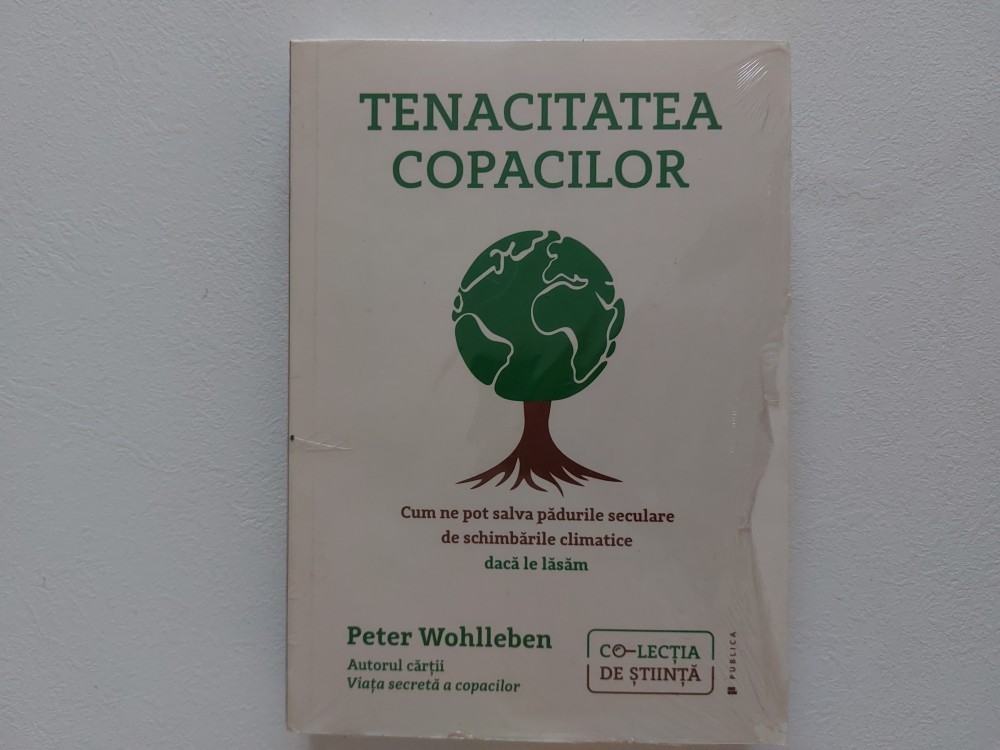 TENACITATEA
COPACILOR
Cum ne pot salva pădurile seculare
de schimbările climatice
dacă le lăsăm
Peter Wohlleben
Autorul cărții
Viața secretă a copacilor
CO-LECȚIA
DE ȘTIINȚĂ
PUBLICA